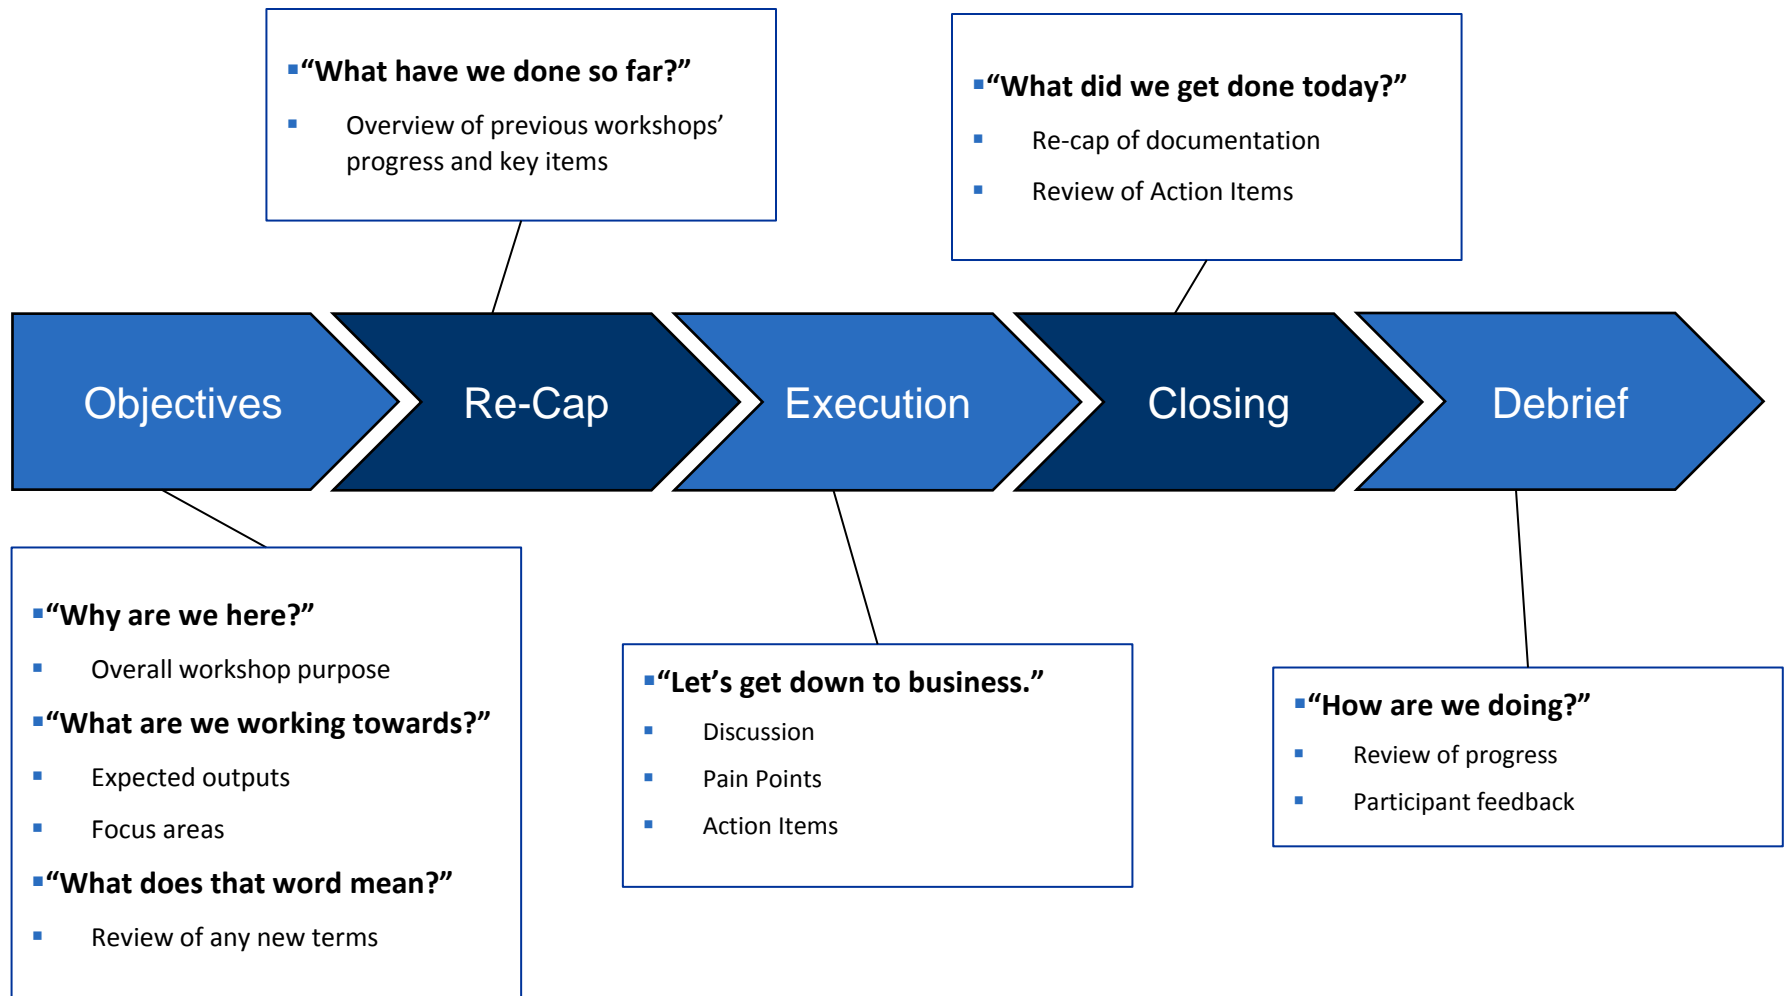 “What have we done so far?”
Overview of previous workshops’
progress and key items
“What did we get done today?”
Re-cap of documentation
Review of Action Items
Objectives
Re-Cap
Execution
Closing
Debrief
“Why are we here?”
Overall workshop purpose
“What are we working towards?”
Expected outputs
Focus areas
“What does that word mean?”
Review of any new terms
“Let’s get down to business.”
Discussion
Pain Points
Action Items
“How are we doing?”
Review of progress
Participant feedback